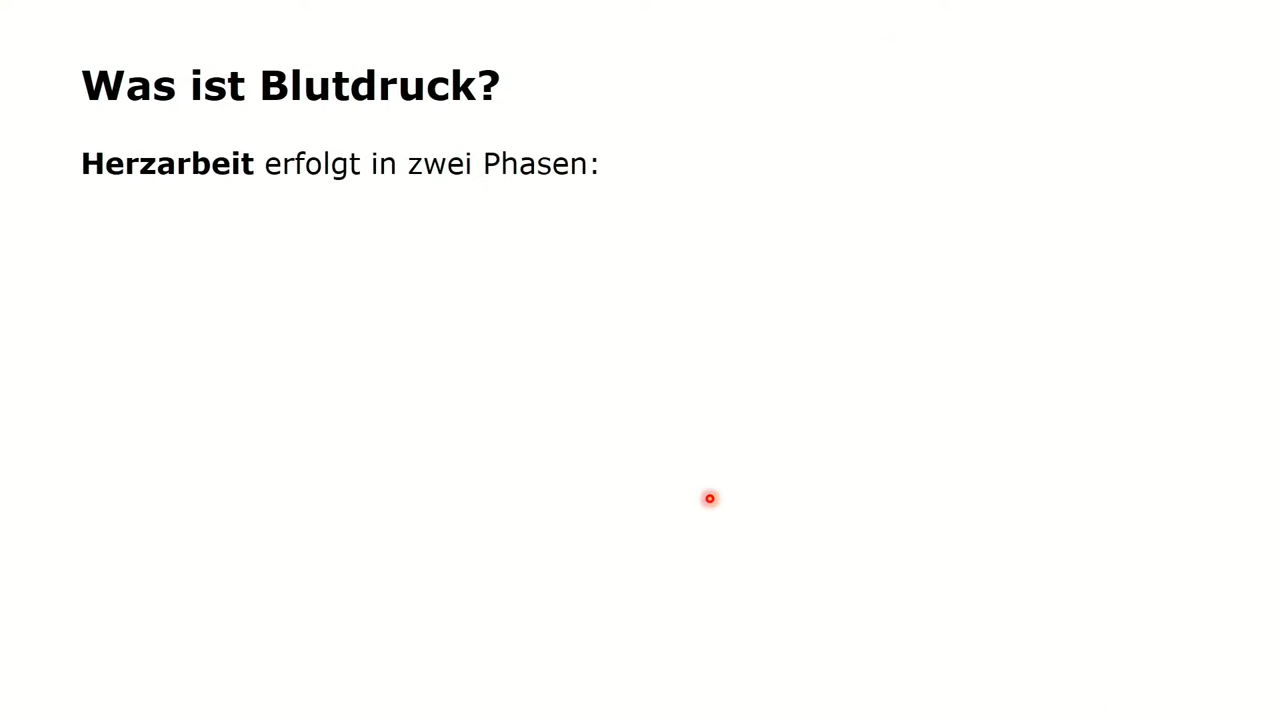 Was ist Blutdruck?
Herzarbeit erfolgt in zwei Phasen: